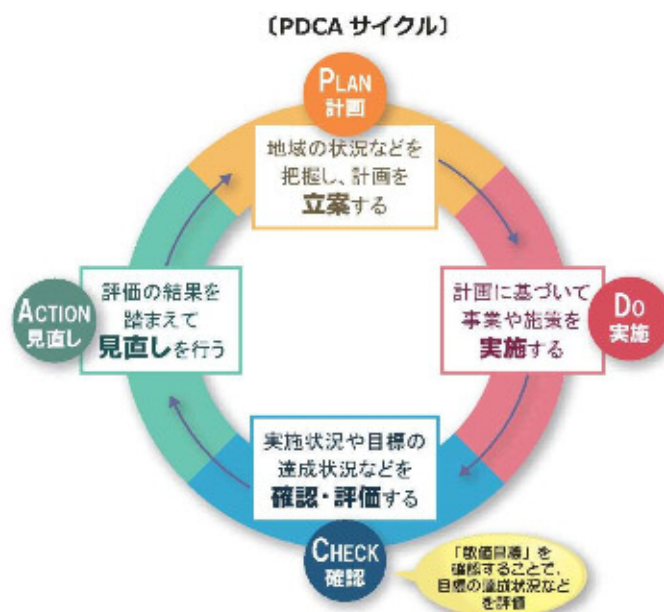 〔PDCA サイクル〕
PLAN
計画
地域の状況などを
把握し、計画を
立案する
ACTION
見直し
評価の結果を
踏まえて
見直しを行う
計画に基づいて
事業や施策を
実施する
DO
実施
実施状況や目標の
達成状況などを
確認・評価する
CHECK
確認
「数値目標」を
確認することで、
目標の達成状況など
を評価